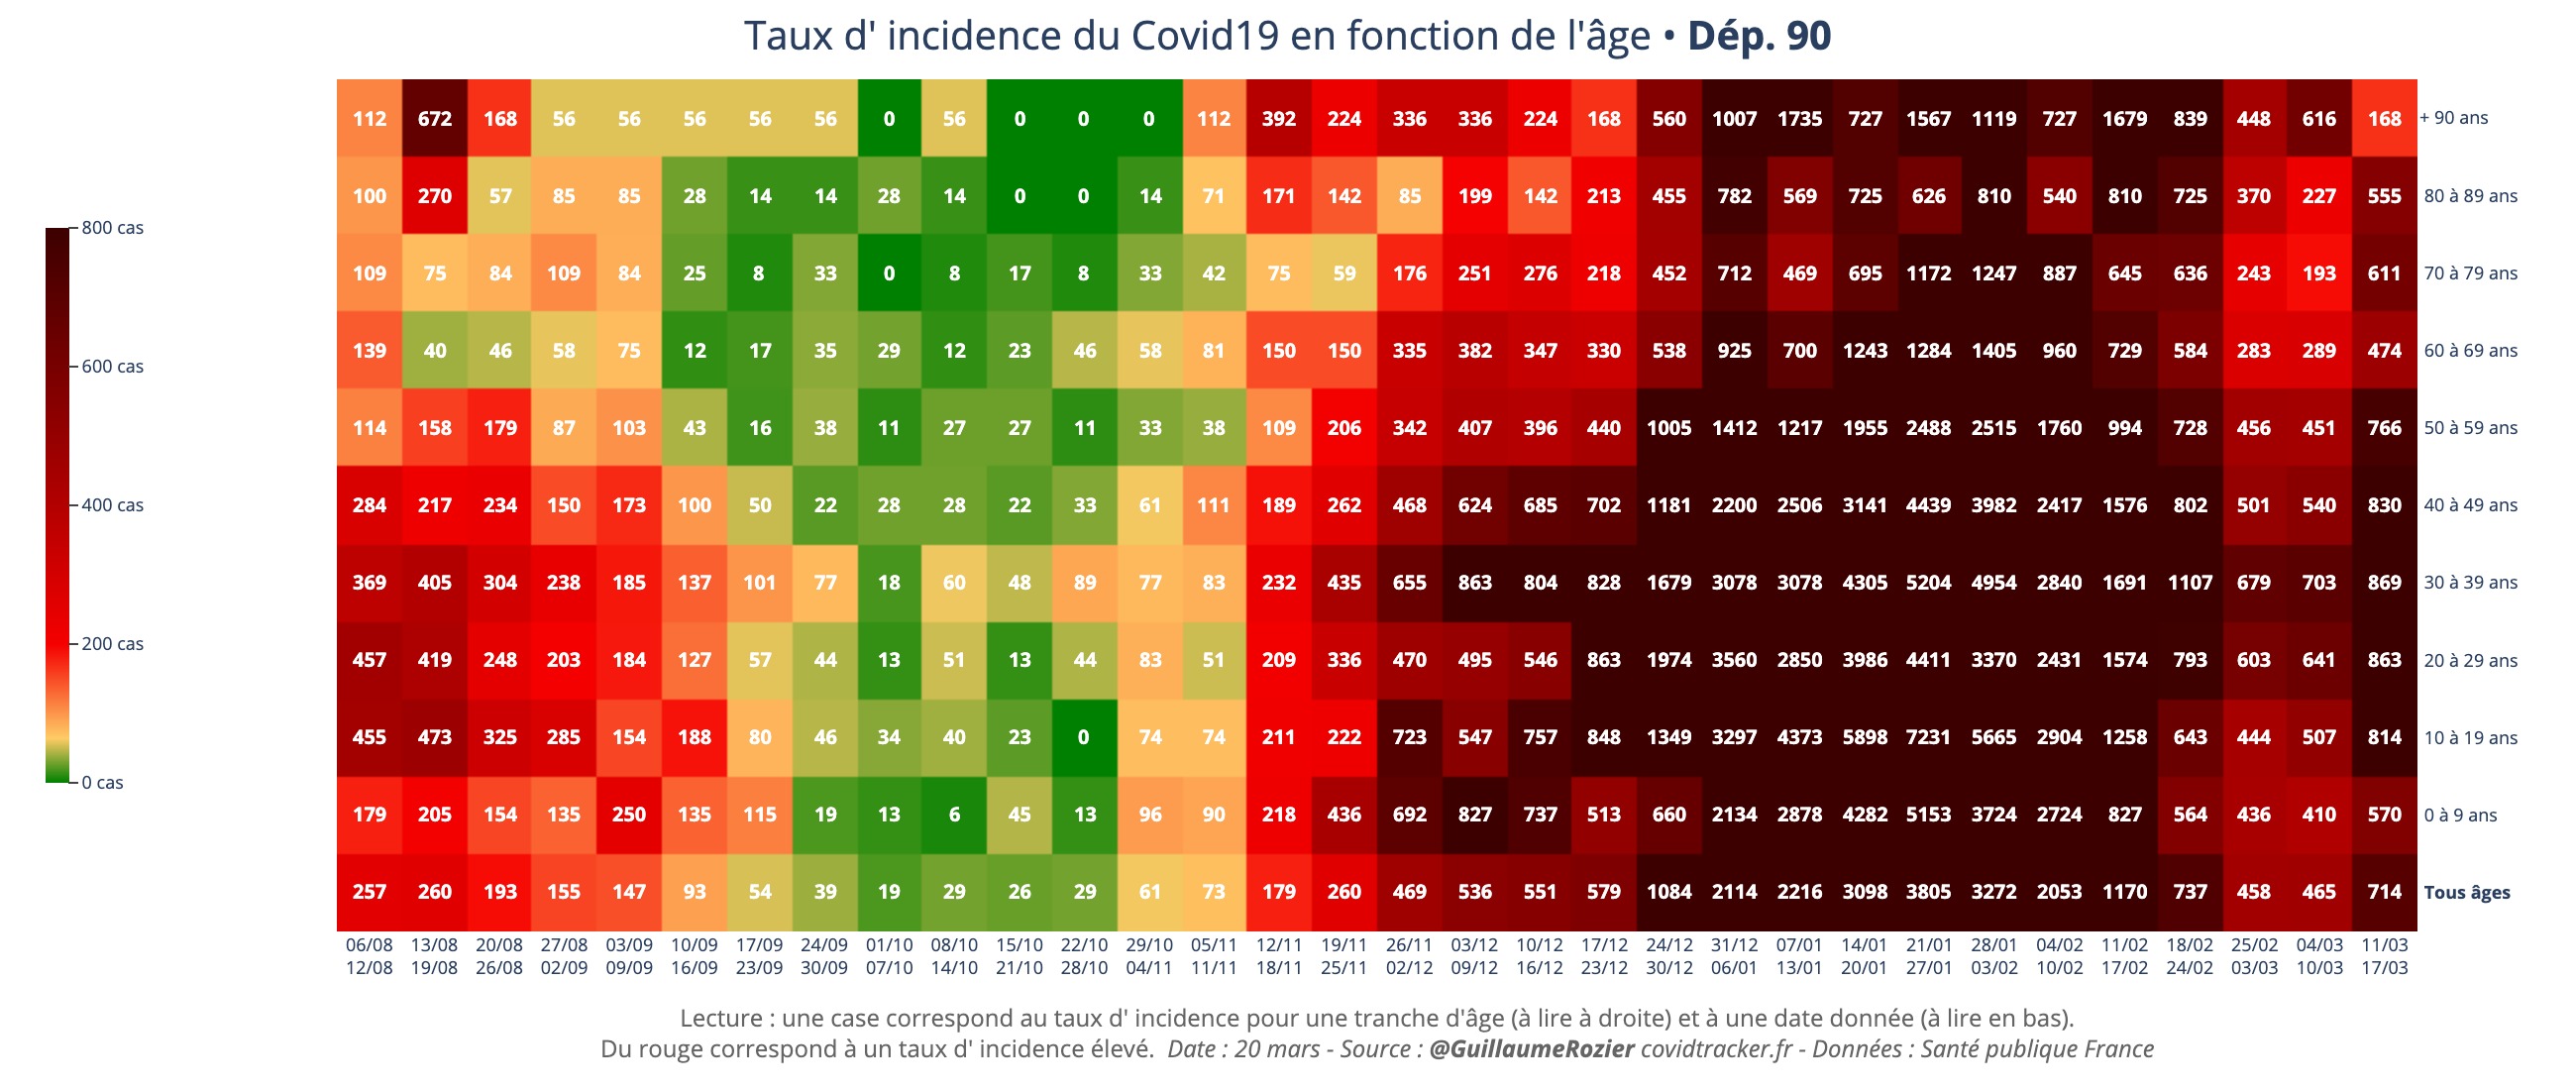 Taux d' incidence du Covid19 en fonction de l'âge • Dép. 90
112 672 168 56 56 56 56 56 0 56 0 0 0 112 392 224 336 336 224 168 560 1007 1735 727 1567 1119 727 1679 839 448 616 168 + 90 ans
100 270 57 85 85 28 14 14 28 14 0 0 14 71 171 142 85 199 142 213 455 782 569 725 626 810 540 810 725 370 227 555 80 à 89 ans
800 cas
109 75 84 109 84 25 8 33 0 8 17 8 33 42 75 59 176 251 276 218 452 712 469 695 1172 1247 887 645 636 243 193 611 70 à 79 ans
139 40 46 58 75 12 17 35 29 12 23 46 58 81 150 150 335 382 347 330 538 925 700 1243 1284 1405 960 729 584 283 289 474 60 à 69 ans
600 cas
114 158 179 87 103 43 16 38 11 27 27 11 33 38 109 206 342 407 396 440 1005 1412 1217 1955 2488 2515 1760 994 728 456 451 766 50 à 59 ans
400 cas
284 217 234 150 173 100 50 22 28 28 22 33 61 111 189 262 468 624 685 702 1181 2200 2506 3141 4439 3982 2417 1576 802 501 540 830 40 à 49 ans
369 405 304 238 185 137 101 77 18 60 48 89 77 83 232 435 655 863 804 828 1679 3078 3078 4305 5204 4954 2840 1691 1107 679 703 869 30 à 39 ans
200 cas
457 419 248 203 184 127 57 44 13 51 13 44 83 51 209 336 470 495 546 863 1974 3560 2850 3986 4411 3370 2431 1574 793 603 641 863 20 à 29 ans
455 473 325 285 154 188 80 46 34 40 23 0 74 74 211 222 723 547 757 848 1349 3297 4373 5898 7231 5665 2904 1258 643 444 507 814 10 à 19 ans
0 cas
179 205 154 135 250 135 115 19 13 6 45 13 96 90 218 436 692 827 737 513 660 2134 2878 4282 5153 3724 2724 827 564 436 410 570 0 à 9 ans
257 260 193 155 147 93 54 39 19 29 26 29 61 73 179 260 469 536 551 579 1084 2114 2216 3098 3805 3272 2053 1170 737 458 465 714 Tous âges
06/08 13/08 20/08 27/08 03/09 10/09 17/09 24/09 01/10 08/10 15/10 22/10 29/10 05/11 12/11 19/11 26/11 03/12 10/12 17/12 24/12 31/12 07/01 14/01 21/01 28/01 04/02 11/02 18/02 25/02 04/03 11/03
12/08 19/08 26/08 02/09 09/09 16/09 23/09 30/09 07/10 14/10 21/10 28/10 04/11 11/11 18/11 25/11 02/12 09/12 16/12 23/12 30/12 06/01 13/01 20/01 27/01 03/02 10/02 17/02 24/02 03/03 10/03 17/03
Lecture : une case correspond au taux d' incidence pour une tranche d'âge (à lire à droite) et à une date donnée (à lire en bas).
Du rouge correspond à un taux d' incidence élevé. Date : 20 mars - Source : @GuillaumeRozier covidtracker.fr - Données : Santé publique France